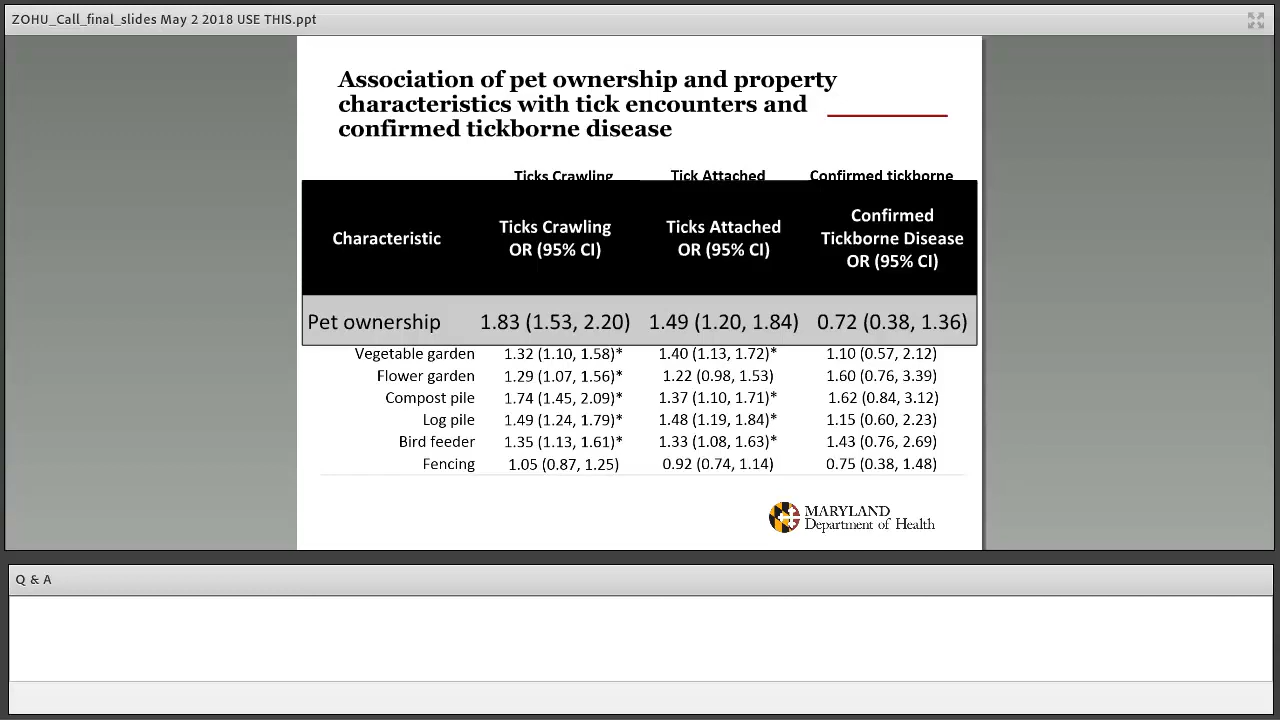 ZOHU_Call_final_slides May 2 2018 USE THIS.ppt
Association of pet ownership and property
characteristics with tick encounters and
confirmed tickborne disease
Ticks Crawling Tick Attached Confirmed tickborne
Characteristic Ticks Crawling OR (95% CI) Ticks Attached OR (95% CI) Confirmed Tickborne Disease OR (95% CI)
Pet ownership 1.83 (1.53, 2.20) 1.49 (1.20, 1.84) 0.72 (0.38, 1.36)
Vegetable garden 1.32 (1.10, 1.58)* 1.40 (1.13, 1.72)* 1.10 (0.57, 2.12)
Flower garden 1.29 (1.07, 1.56)* 1.22 (0.98, 1.53) 1.60 (0.76, 3.39)
Compost pile 1.74 (1.45, 2.09)* 1.37 (1.10, 1.71)* 1.62 (0.84, 3.12)
Log pile 1.49 (1.24, 1.79)* 1.48 (1.19, 1.84)* 1.15 (0.60, 2.23)
Bird feeder 1.35 (1.13, 1.61)* 1.33 (1.08, 1.63)* 1.43 (0.76, 2.69)
Fencing 1.05 (0.87, 1.25) 0.92 (0.74, 1.14) 0.75 (0.38, 1.48)
MARYLAND
Department of Health
Q & A